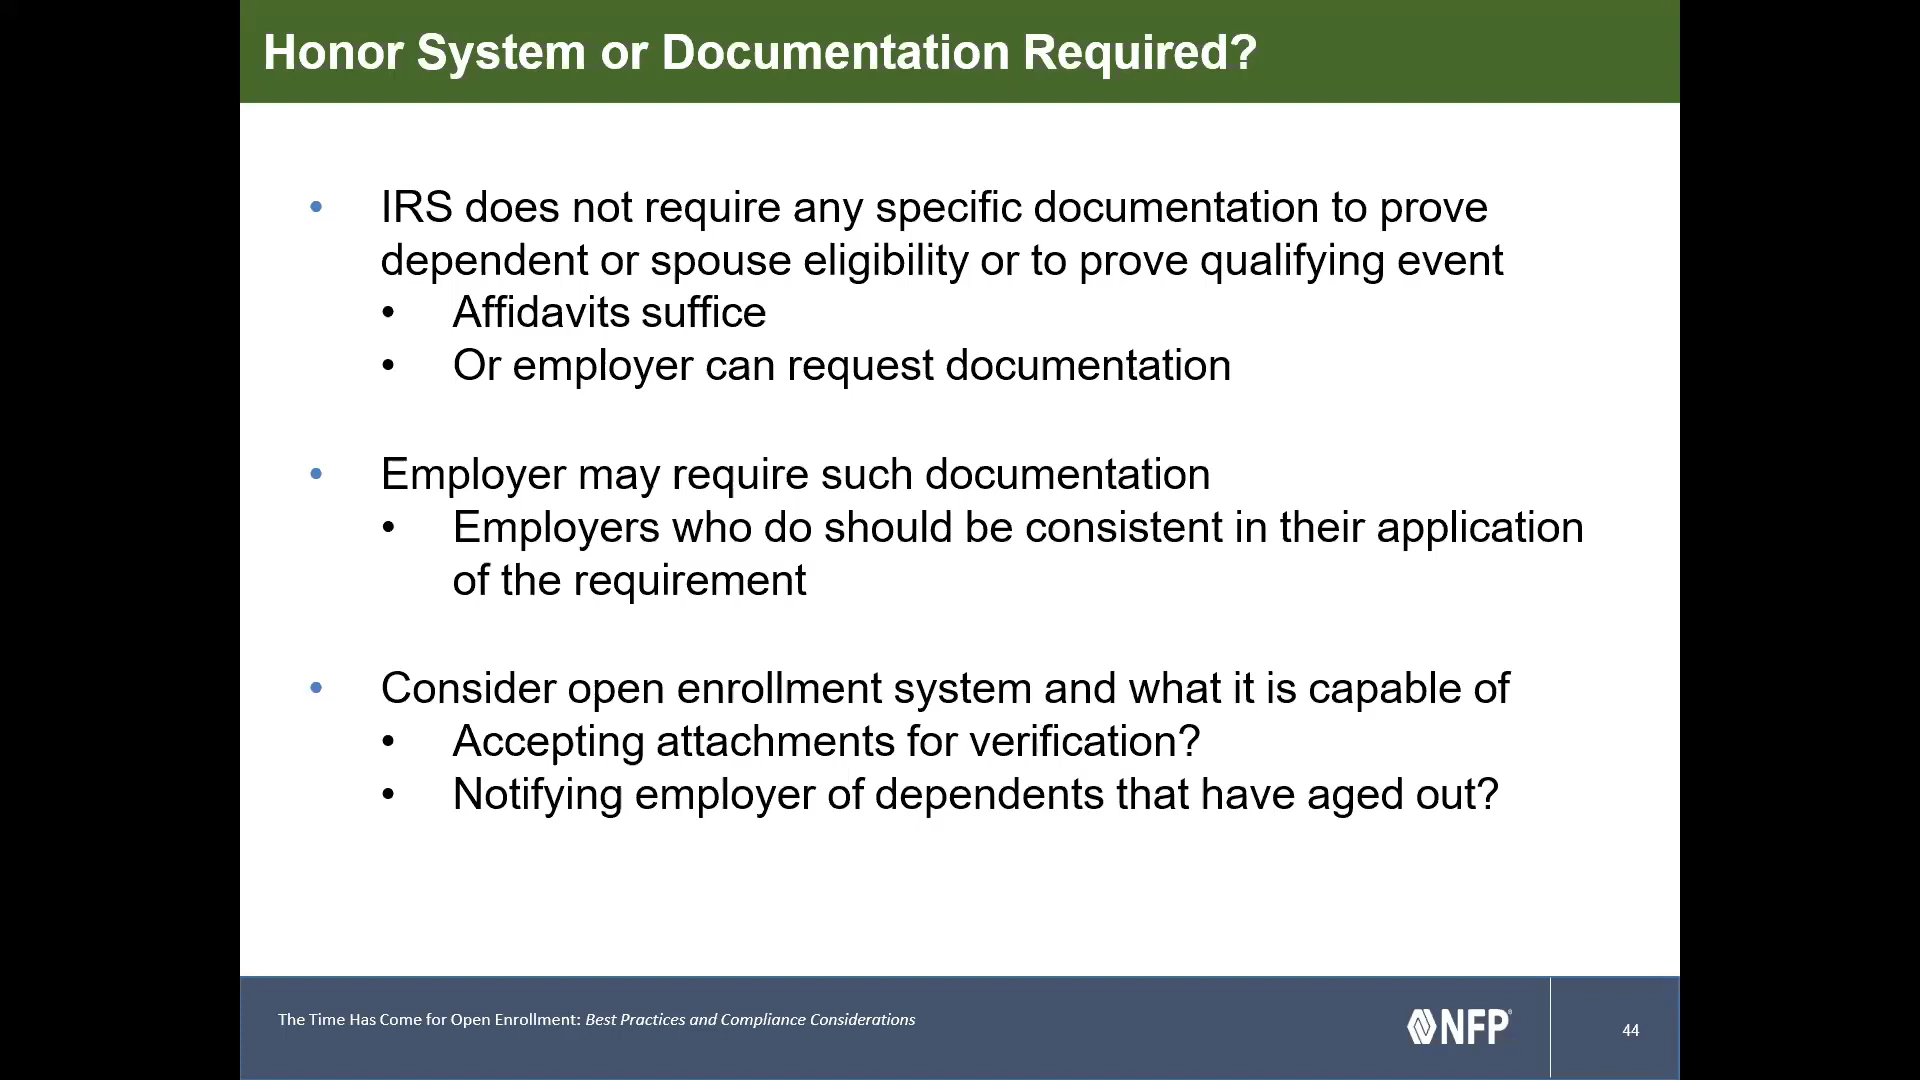 Honor System or Documentation Required?
• IRS does not require any specific documentation to prove
dependent or spouse eligibility or to prove qualifying event
• Affidavits suffice
• Or employer can request documentation
• Employer may require such documentation
• Employers who do should be consistent in their application
of the requirement
• Consider open enrollment system and what it is capable of
• Accepting attachments for verification?
• Notifying employer of dependents that have aged out?
The Time Has Come for Open Enrollment: Best Practices and Compliance Considerations
NFP
44